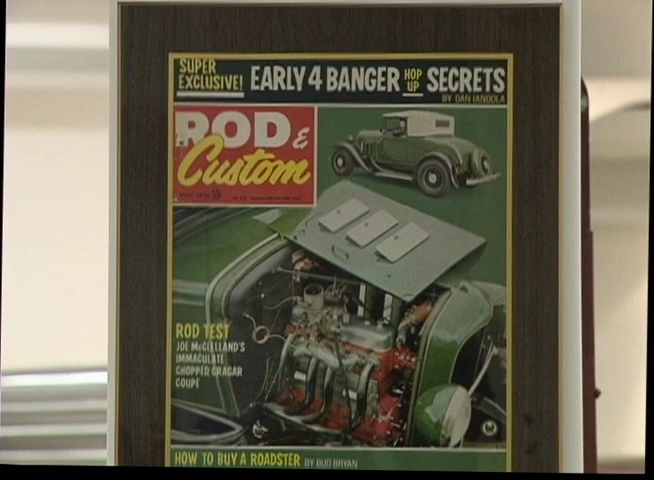 SUPER
EXCLUSIVE! EARLY 4 BANGER HOP UP SECRETS
BY DAN IANDOLA
ROD &
Custom
MAY
ROD TEST
JOE McCLELLAND'S
IMMACULATE
CHOPPED CRAGAR
COUPE
HOW TO BUY A ROADSTER BY BUD BRYAN